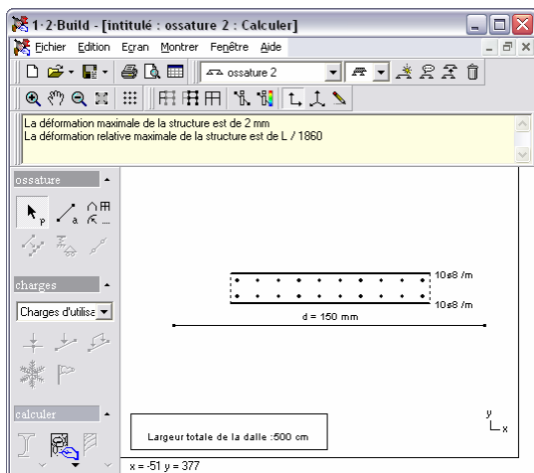 1·2·Build - [intitulé : ossature 2 : Calculer]
Fichier Edition Ecran Montrer Fenêtre Aide
ossature 2
La déformation maximale de la structure est de 2 mm
La déformation relative maximale de la structure est de L / 1860
ossature
p
a
charges
Charges d'utilisa
calculer
10ø8 /m
10ø8 /m
d = 150 mm
y
x
Largeur totale de la dalle :500 cm
x = -51 y = 377